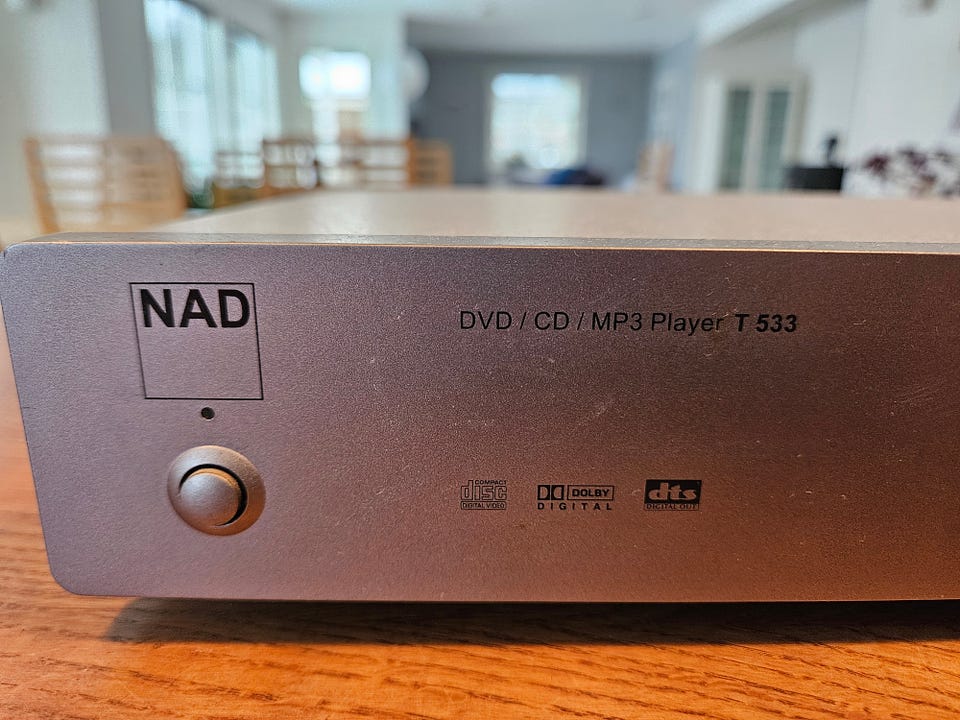 NAD
DVD / CD / MP3 Player T 533
COMPACT
disc
DIGITAL VIDEO
DOLBY
DIGITAL
dts
DIGITAL OUT